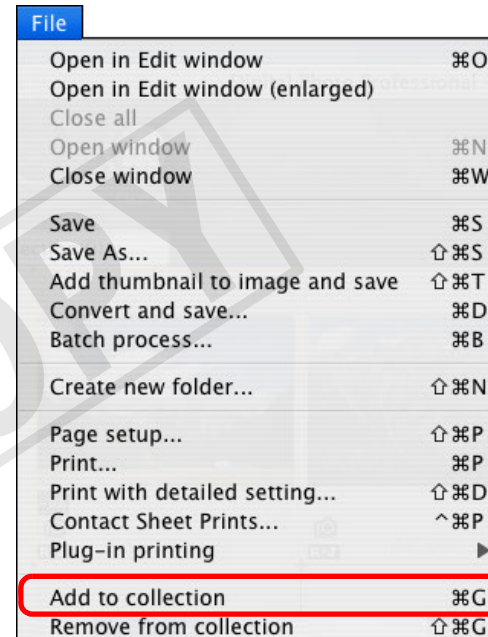 File
Open in Edit window ⌘O
Open in Edit window (enlarged)
Close all
Open window ⌘N
Close window ⌘W
Save ⌘S
Save As... ⇧⌘S
Add thumbnail to image and save ⇧⌘T
Convert and save... ⌘D
Batch process... ⌘B
Create new folder... ⇧⌘N
Page setup... ⇧⌘P
Print... ⌘P
Print with detailed setting... ⇧⌘D
Contact Sheet Prints... ^⌘P
Plug-in printing
Add to collection ⌘G
Remove from collection ⇧⌘G